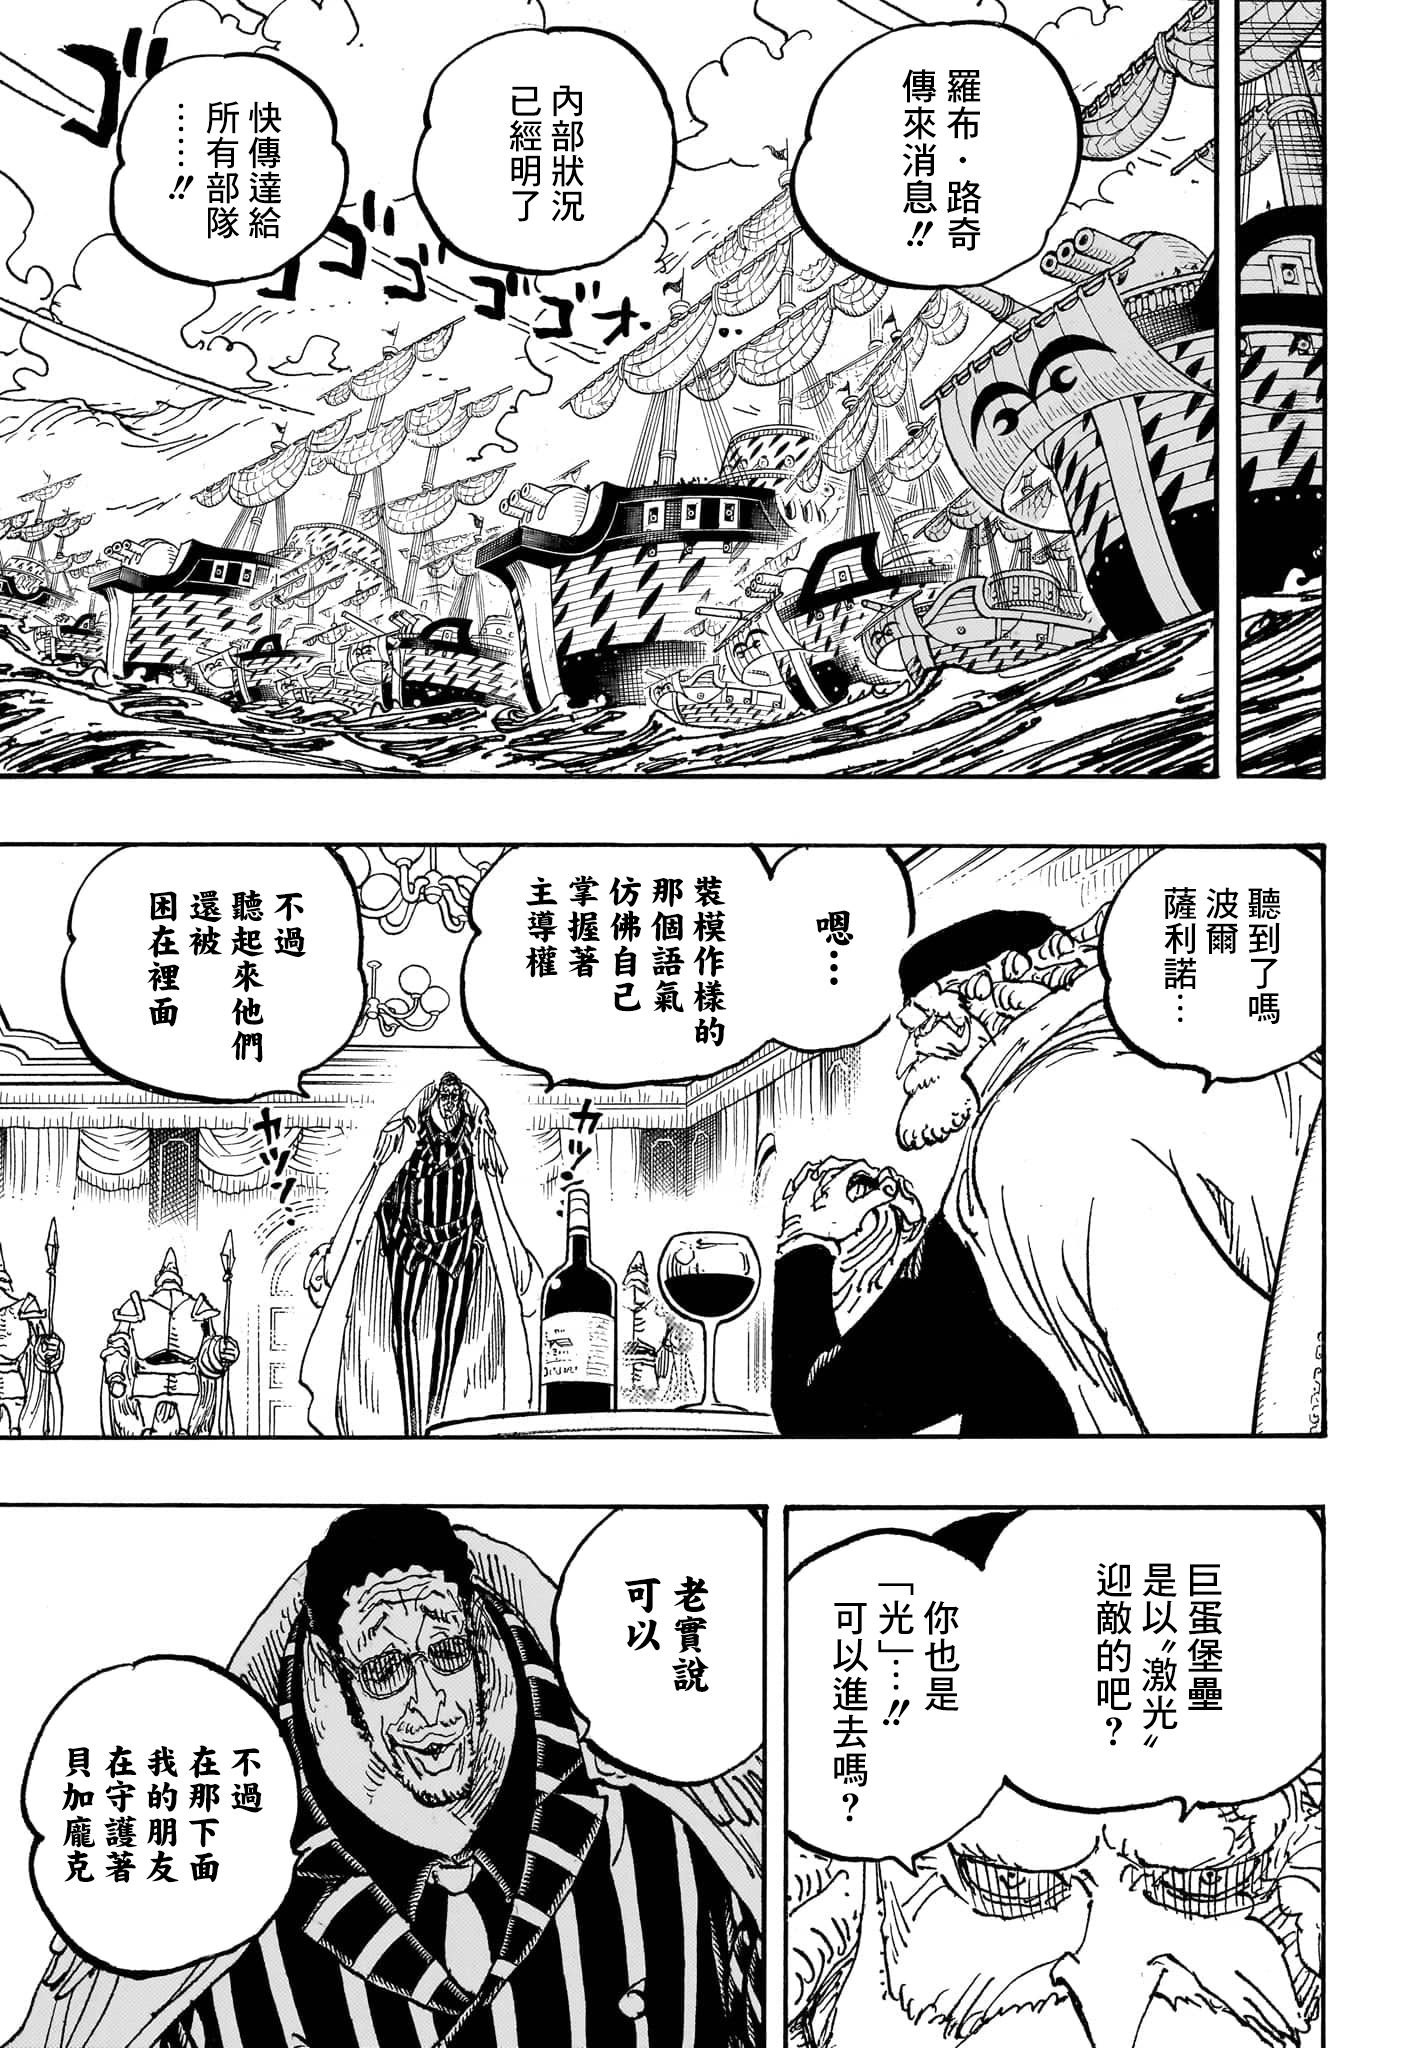 羅布・路奇
傳來消息!!
內部狀況
已經明了
快傳達給
所有部隊
……!!
ゴゴゴゴゴオ
聽到了嗎
波爾
薩利諾…
嗯…
裝模作樣的
那個語氣
仿佛自己
掌握著
主導權
不過
聽起來他們
還被
困在裡面
カツン
カツン
巨蛋堡壘
是以〝激光〟
迎敵的吧？
你也是
「光」…!!
可以進去嗎？
老實說
可以
不過
在那下面
我的朋友
在守護著
貝加龐克